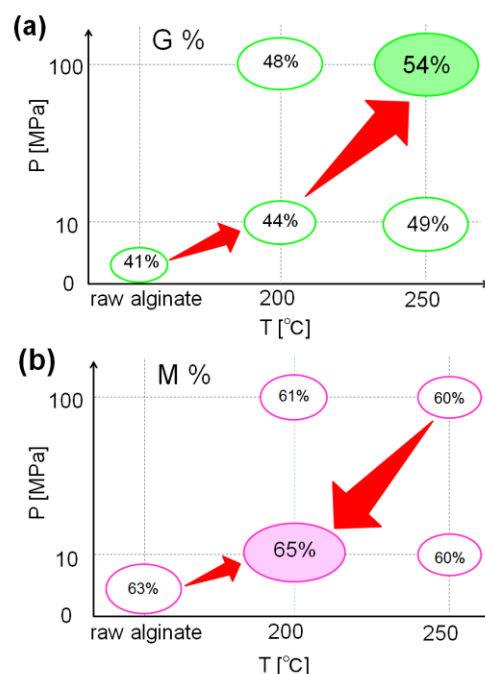 (a)
G %
100
48%
54%
P [MPa]
10
44%
49%
41%
0
raw alginate
200
250
T [℃]
(b)
M %
100
61%
60%
P [MPa]
10
65%
60%
63%
0
raw alginate
200
250
T [℃]